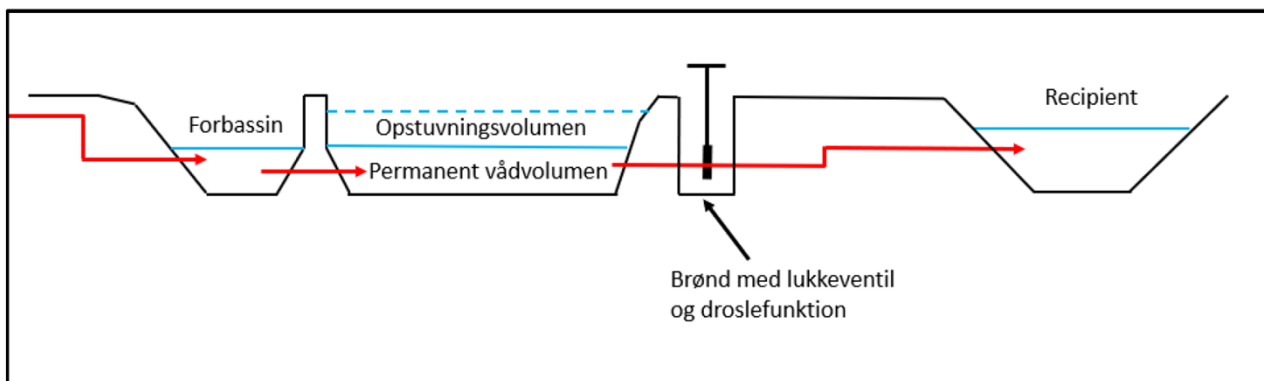 Forbassin
Opstuvningsvolumen
Permanent vådvolumen
Recipient
Brønd med lukkeventil
og droslefunktion